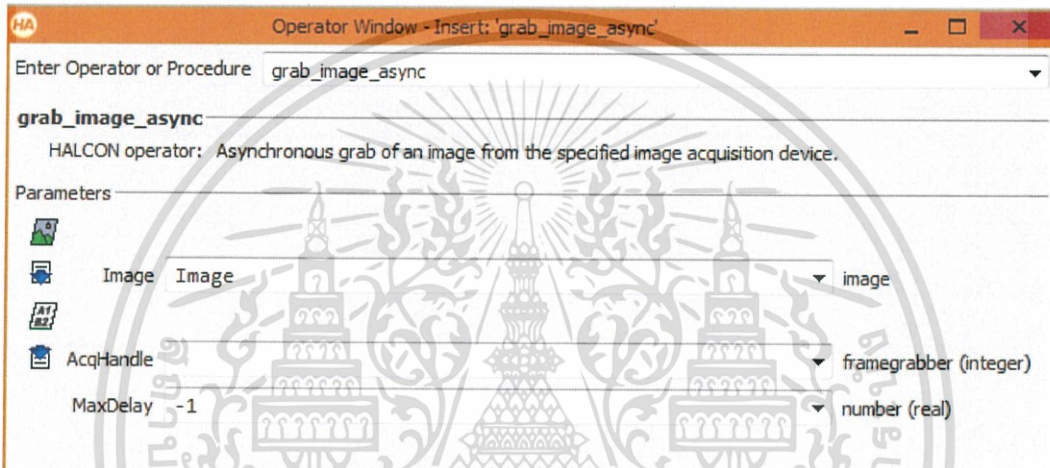 HA
Operator Window - Insert: 'grab_image_async'
Enter Operator or Procedure grab_image_async
grab_image_async
HALCON operator: Asynchronous grab of an image from the specified image acquisition device.
Parameters
Image Image image
AcqHandle framegrabber (integer)
MaxDelay -1 number (real)